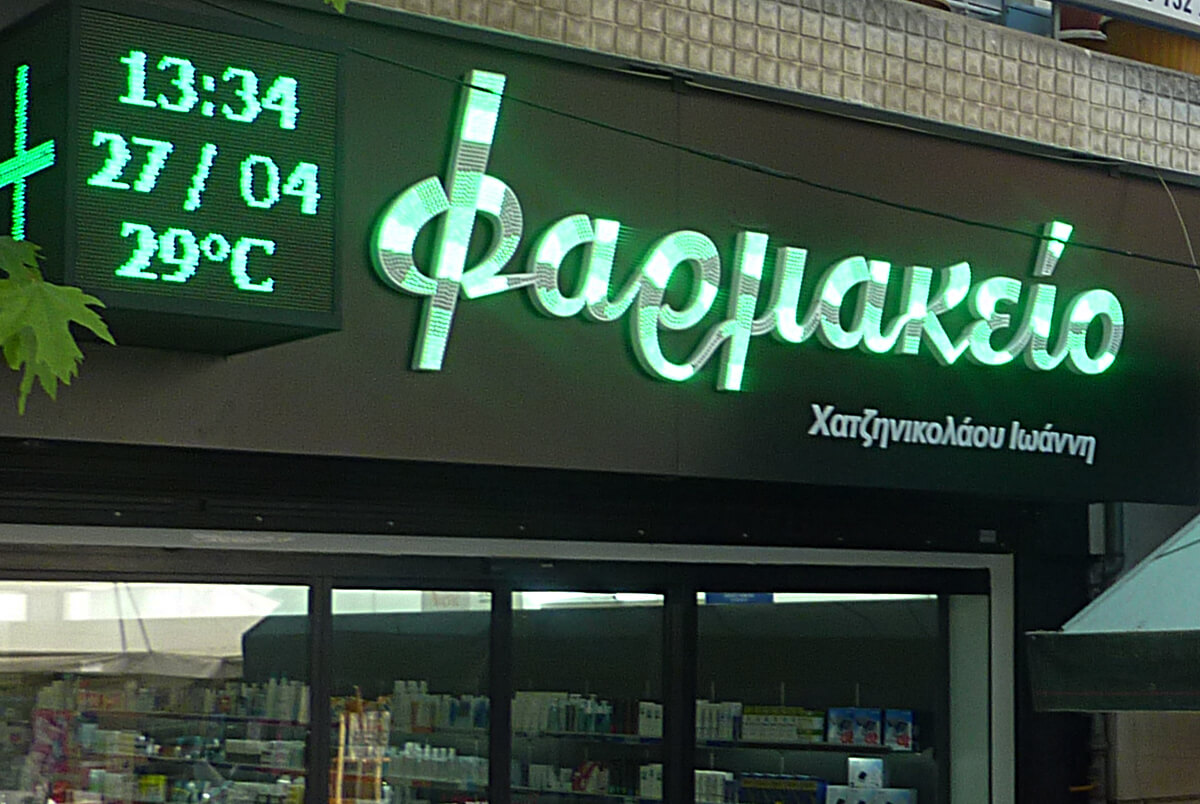 13:34
27 / 04
29°C
φαρμακείο
Χατζηνικολάου Ιωάννη